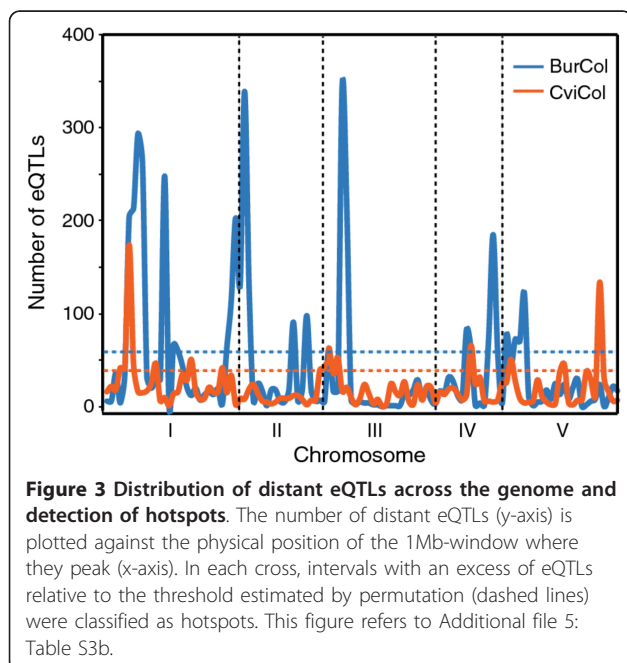 400
300
200
100
0
Number of eQTLs
BurCol
CviCol
I
II
III
IV
V
Chromosome
Figure 3 Distribution of distant eQTLs across the genome and
detection of hotspots. The number of distant eQTLs (y-axis) is
plotted against the physical position of the 1Mb-window where
they peak (x-axis). In each cross, intervals with an excess of eQTLs
relative to the threshold estimated by permutation (dashed lines)
were classified as hotspots. This figure refers to Additional file 5:
Table S3b.